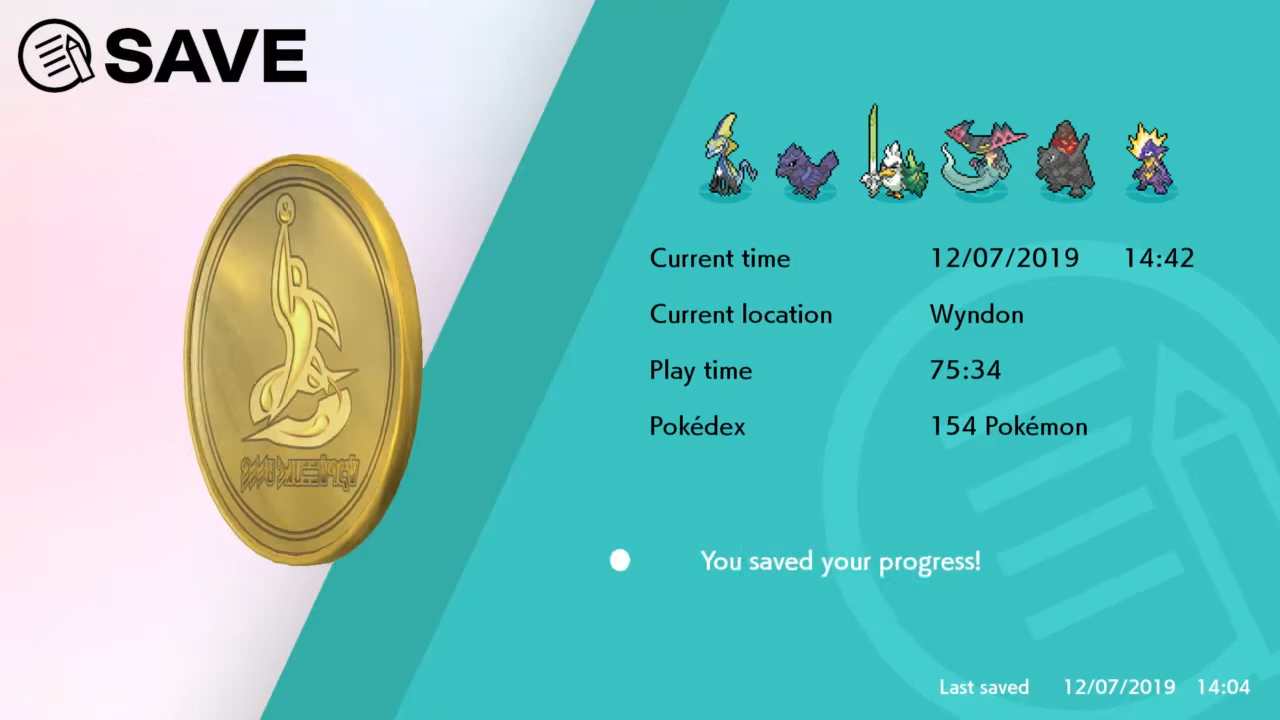 SAVE
Current time 12/07/2019 14:42
Current location Wyndon
Play time 75:34
Pokédex 154 Pokémon
You saved your progress!
Last saved 12/07/2019 14:04